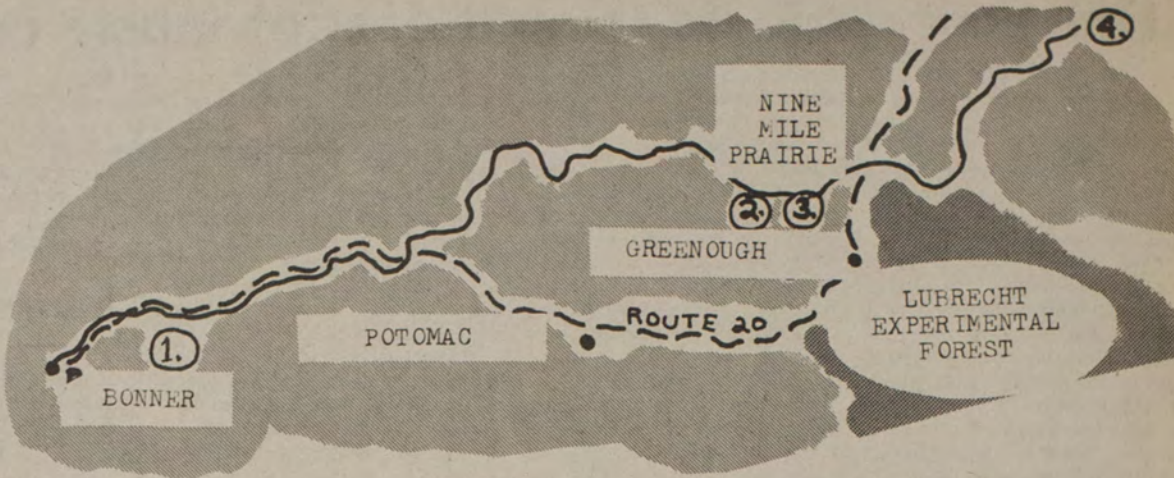 4.
NINE
MILE
PRAIRIE
2. 3.
GREENOUGH
LUBRECHT
EXPERIMENTAL
FOREST
ROUTE 20
POTOMAC
1.
BONNER